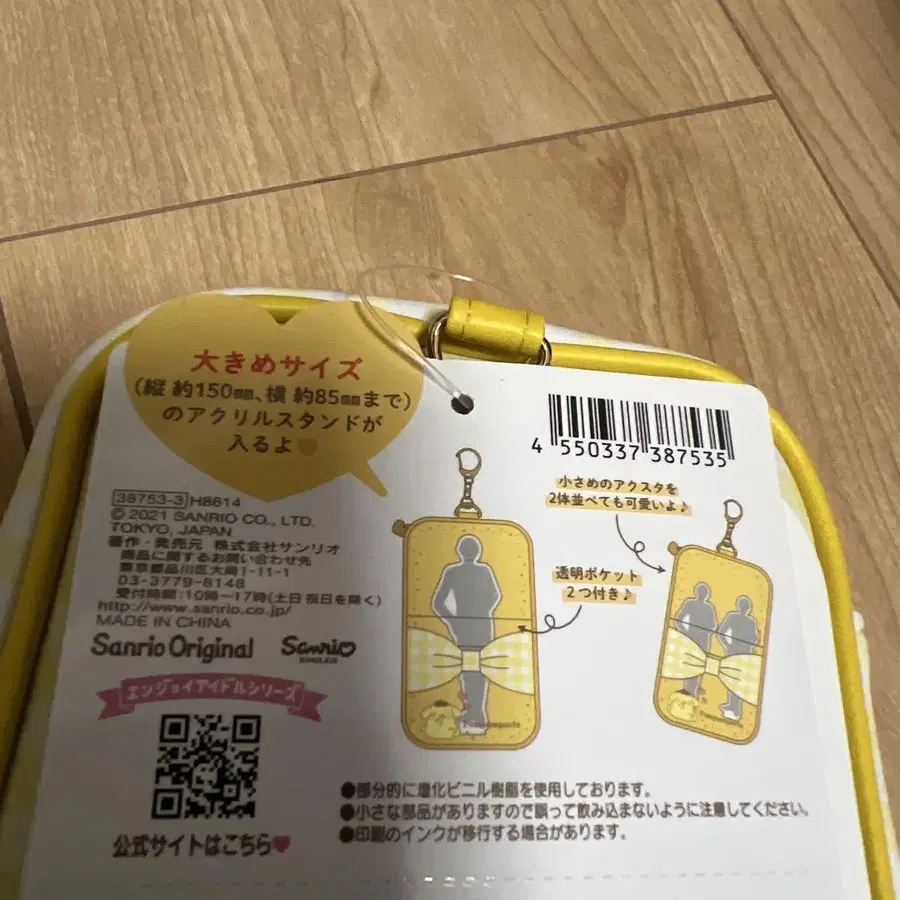 大きめサイズ
(縦 約150mm、横 約85mmまで)
のアクリルスタンドが
入るよ♥
4 550337 387535
38753-3 H8614
© 2021 SANRIO CO., LTD.
TOKYO, JAPAN
著作・発売元 株式会社サンリオ
商品に関するお問い合わせ先
東京都品川区大崎1-11-1
03-3779-8148
受付時間:10時〜17時(土日祝日を除く)
http://www.sanrio.co.jp/
MADE IN CHINA
Sanrio Original
Sanrio
SMILES
エンジョイアイドルシリーズ
公式サイトはこちら♥
小さめのアクスタを
2体並べても可愛いよ♪
透明ポケット
2つ付き♪
Pompompurin
●部分的に塩化ビニル樹脂を使用しております。
●小さな部品がありますので誤って飲み込まないように注意してください。
●印刷のインクが移行する場合があります。